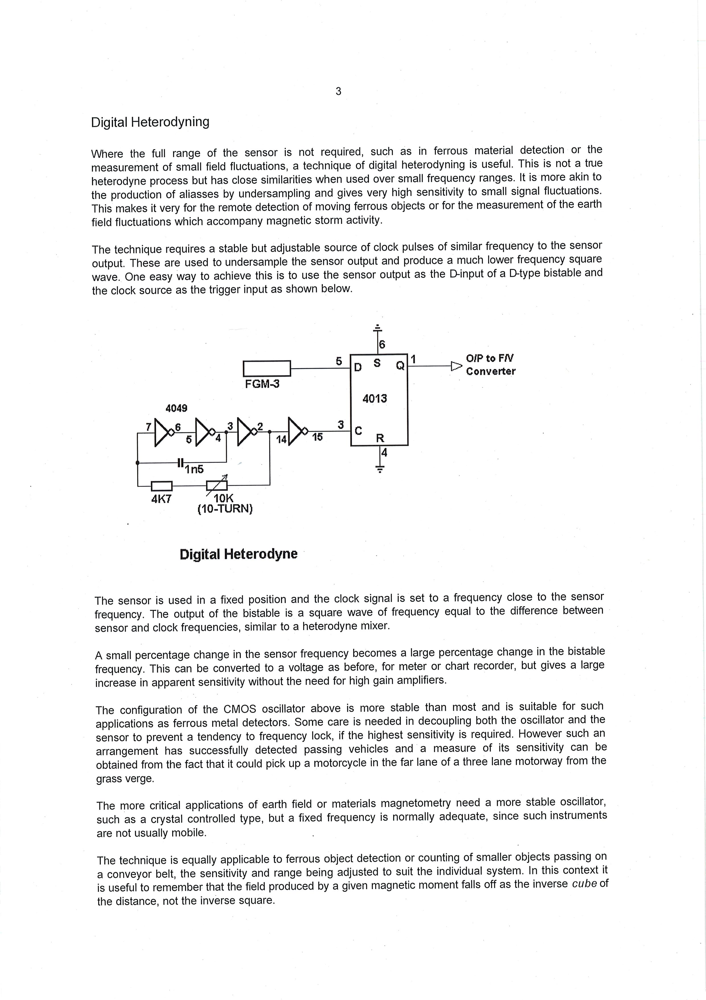 3
Digital Heterodyning
Where the full range of the sensor is not required, such as in ferrous material detection or the
measurement of small field fluctuations, a technique of digital heterodyning is useful. This is not a true
heterodyne process but has close similarities when used over small frequency ranges. It is more akin to
the production of aliasses by undersampling and gives very high sensitivity to small signal fluctuations.
This makes it very for the remote detection of moving ferrous objects or for the measurement of the earth
field fluctuations which accompany magnetic storm activity.
The technique requires a stable but adjustable source of clock pulses of similar frequency to the sensor
output. These are used to undersample the sensor output and produce a much lower frequency square
wave. One easy way to achieve this is to use the sensor output as the D-input of a D-type bistable and
the clock source as the trigger input as shown below.
6
5 D S Q 1
O/P to F/V
Converter
FGM-3
4013
4049
7 6 5 4 3 2 14 15 3 C
R
4
1n5
4K7
10K
(10-TURN)
Digital Heterodyne
The sensor is used in a fixed position and the clock signal is set to a frequency close to the sensor
frequency. The output of the bistable is a square wave of frequency equal to the difference between
sensor and clock frequencies, similar to a heterodyne mixer.
A small percentage change in the sensor frequency becomes a large percentage change in the bistable
frequency. This can be converted to a voltage as before, for meter or chart recorder, but gives a large
increase in apparent sensitivity without the need for high gain amplifiers.
The configuration of the CMOS oscillator above is more stable than most and is suitable for such
applications as ferrous metal detectors. Some care is needed in decoupling both the oscillator and the
sensor to prevent a tendency to frequency lock, if the highest sensitivity is required. However such an
arrangement has successfully detected passing vehicles and a measure of its sensitivity can be
obtained from the fact that it could pick up a motorcycle in the far lane of a three lane motorway from the
grass verge.
The more critical applications of earth field or materials magnetometry need a more stable oscillator,
such as a crystal controlled type, but a fixed frequency is normally adequate, since such instruments
are not usually mobile.
The technique is equally applicable to ferrous object detection or counting of smaller objects passing on
a conveyor belt, the sensitivity and range being adjusted to suit the individual system. In this context it
is useful to remember that the field produced by a given magnetic moment falls off as the inverse cube of
the distance, not the inverse square.